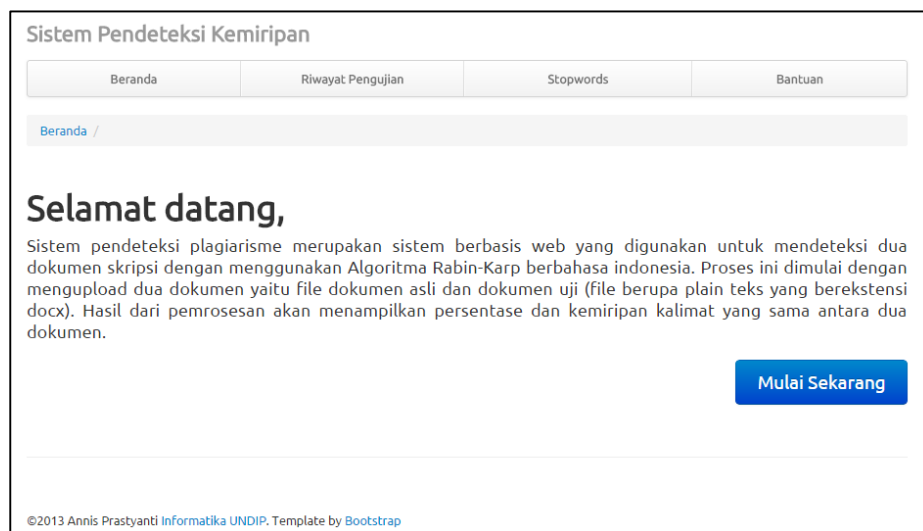 Sistem Pendeteksi Kemiripan
Beranda Riwayat Pengujian Stopwords Bantuan
Beranda /
Selamat datang,
Sistem pendeteksi plagiarisme merupakan sistem berbasis web yang digunakan untuk mendeteksi dua
dokumen skripsi dengan menggunakan Algoritma Rabin-Karp berbahasa indonesia. Proses ini dimulai dengan
mengupload dua dokumen yaitu file dokumen asli dan dokumen uji (file berupa plain teks yang berekstensi
docx). Hasil dari pemrosesan akan menampilkan persentase dan kemiripan kalimat yang sama antara dua
dokumen.
Mulai Sekarang
©2013 Annis Prastyanti Informatika UNDIP. Template by Bootstrap